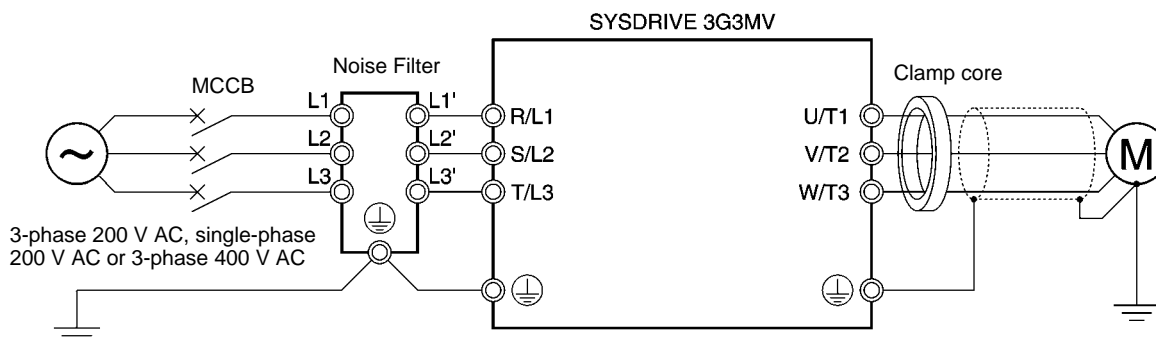 SYSDRIVE 3G3MV
Noise Filter
Clamp core
MCCB
L1
L1'
R/L1
U/T1
L2
L2'
S/L2
V/T2
~
M
L3
L3'
T/L3
W/T3
3-phase 200 V AC, single-phase
200 V AC or 3-phase 400 V AC